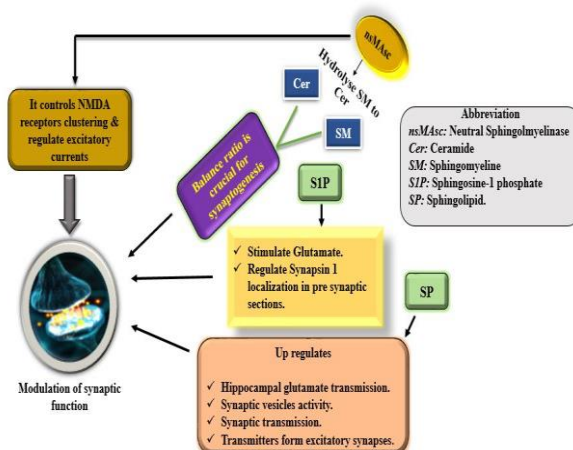 nsMAsc
Hydrolyse SM to
Cer
It controls NMDA
receptors clustering &
regulate excitatory
currents
Cer
SM
Balance ratio is
crucial for
synaptogenesis
Abbreviation
nsMAsc: Neutral Sphingolmyelinase
Cer: Ceramide
SM: Sphingomyeline
S1P: Sphingosine-1 phosphate
SP: Sphingolipid.
S1P
✓ Stimulate Glutamate.
✓ Regulate Synapsin 1
localization in pre synaptic
sections.
SP
Modulation of synaptic
function
Up regulates
✓ Hippocampal glutamate transmission.
✓ Synaptic vesicles activity.
✓ Synaptic transmission.
✓ Transmitters form excitatory synapses.